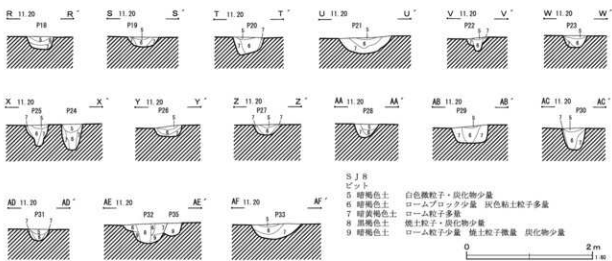 R 11.20 R´ S 11.20 S´ T 11.20 T´ U 11.20 U´ V 11.20 V´ W 11.20 W´
P18 P19 P20 P21 P22 P23
X 11.20 X´ Y 11.20 Y´ Z 11.20 Z´ AA 11.20 AA´ AB 11.20 AB´ AC 11.20 AC´
P25 P24 P26 P27 P28 P29 P30
SJ8
ピット
5 暗褐色土 白色微粒子・炭化物少量
6 暗褐色土 ロームブロック少量 灰色粘土粒子多量
7 暗黄褐色土 ローム粒子多量
8 黒褐色土 焼土粒子・炭化物少量
9 暗褐色土 ローム粒子少量 焼土粒子微量 炭化物少量
AD 11.20 AD´ AE 11.20 AE´ AF 11.20 AF´
P31 P32 P35 P33
0 2m
1:60